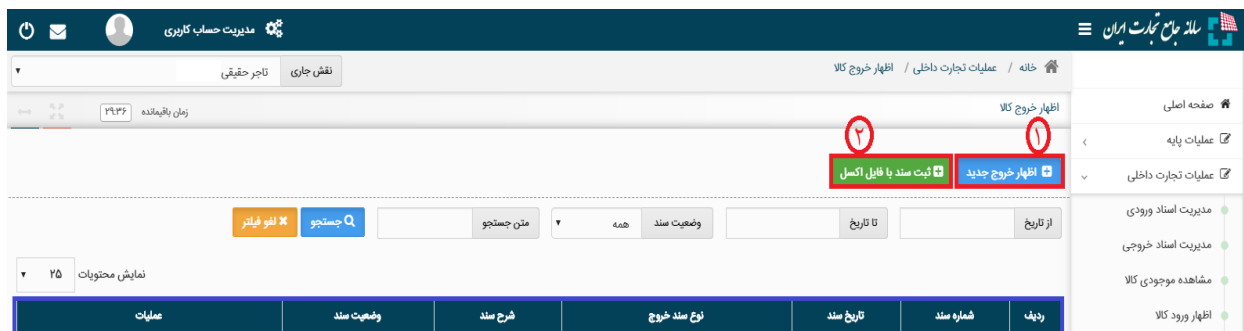 سامانه جامع تجارت ایران
مدیریت حساب کاربری
خانه / عملیات تجارت داخلی / اظهار خروج کالا
نقش جاری تاجر حقیقی
صفحه اصلی
عملیات پایه
عملیات تجارت داخلی
مدیریت اسناد ورودی
مدیریت اسناد خروجی
مشاهده موجودی کالا
اظهار ورود کالا
اظهار خروج کالا
زمان باقیمانده ۲۹:۳۶
۱ ۲
اظهار خروج جدید ثبت سند با فایل اکسل
از تاریخ تا تاریخ وضعیت سند همه متن جستجو جستجو لغو فیلتر
نمایش محتویات ۲۵
ردیف شماره سند تاریخ سند نوع سند خروج شرح سند وضعیت سند عملیات